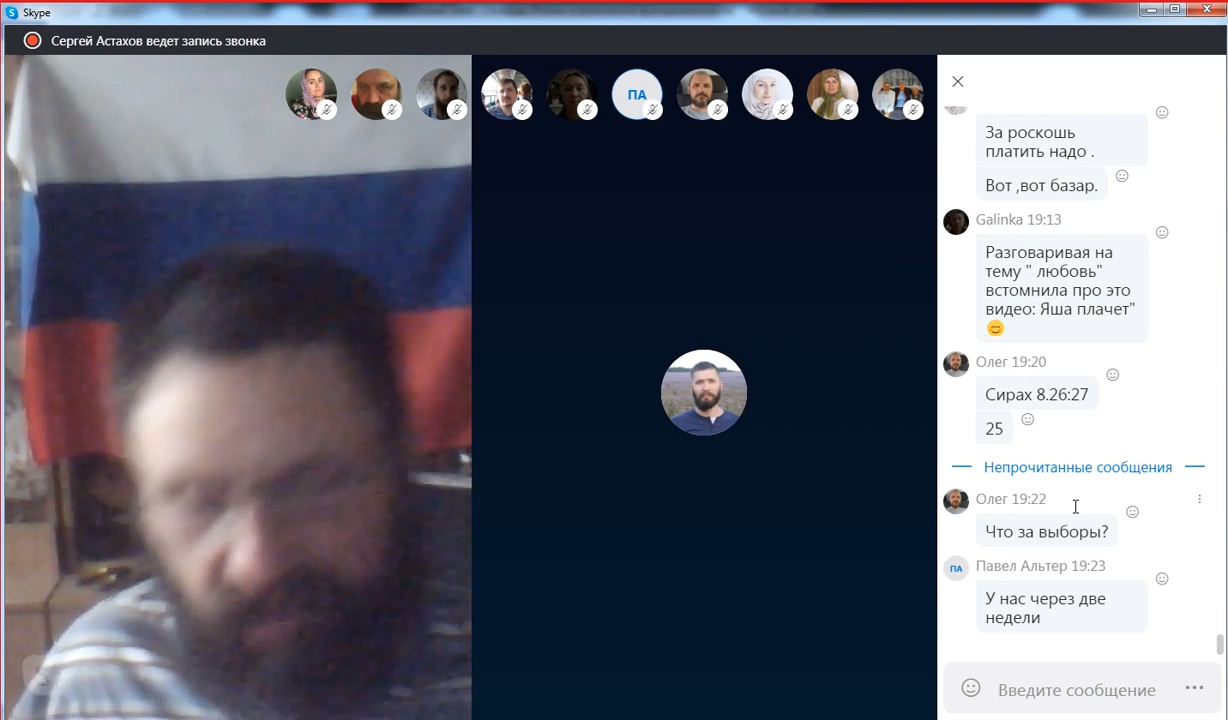 Skype
Сергей Астахов ведет запись звонка
ПА
За роскошь
платить надо .
Вот ,вот базар.
Galinka 19:13
Разговаривая на
тему " любовь"
встомнила про это
видео: Яша плачет"
😊
Олег 19:20
Сирах 8.26:27
25
Непрочитанные сообщения
Олег 19:22
Что за выборы?
ПА
Павел Альтер 19:23
У нас через две
недели
Введите сообщение